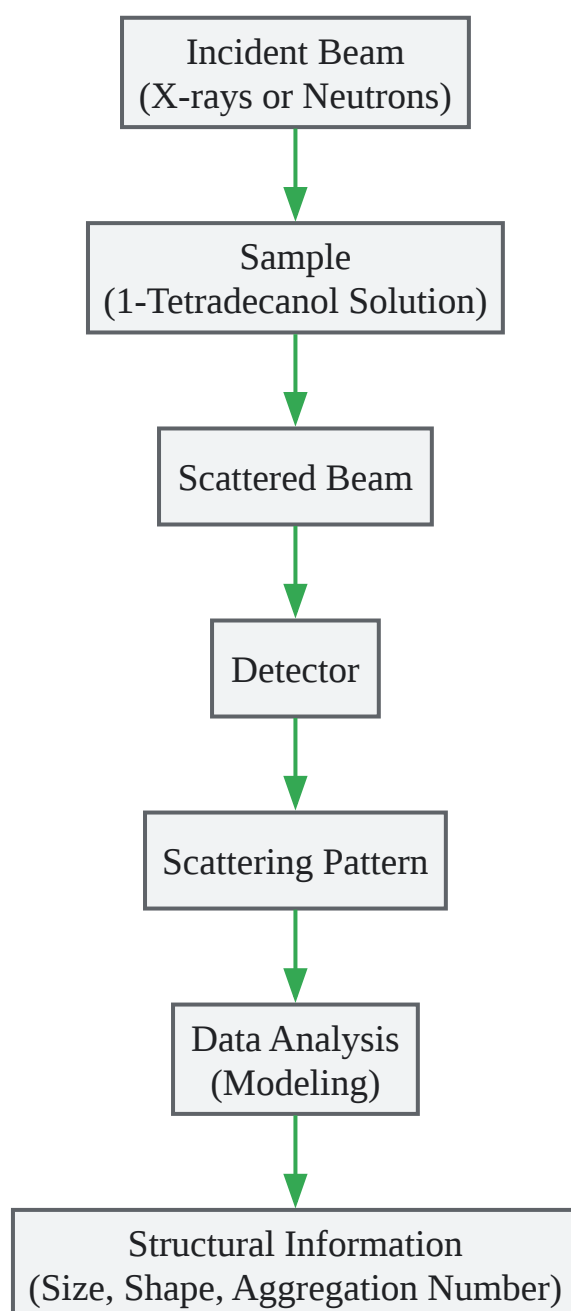 Incident Beam
(X-rays or Neutrons)
Sample
(1-Tetradecanol Solution)
Scattered Beam
Detector
Scattering Pattern
Data Analysis
(Modeling)
Structural Information
(Size, Shape, Aggregation Number)